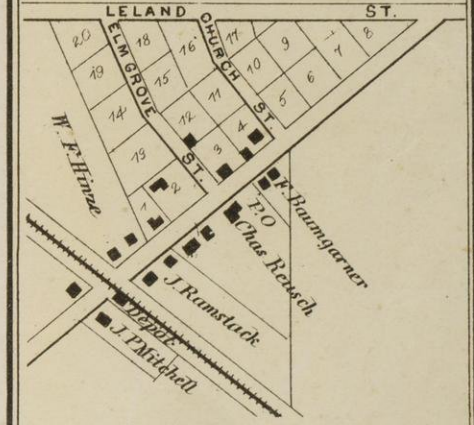 LELAND ST.
20 18 16 17 9 1 8
19 15 10 7
14 11 6
12 5
ELM GROVE ST.
CHURCH ST.
13 3 4
1 2
W. F. Hinze
F. Baumgarner
P.O
Chas Reusch
J. Ramstack
Depot
J. P. Mitchell